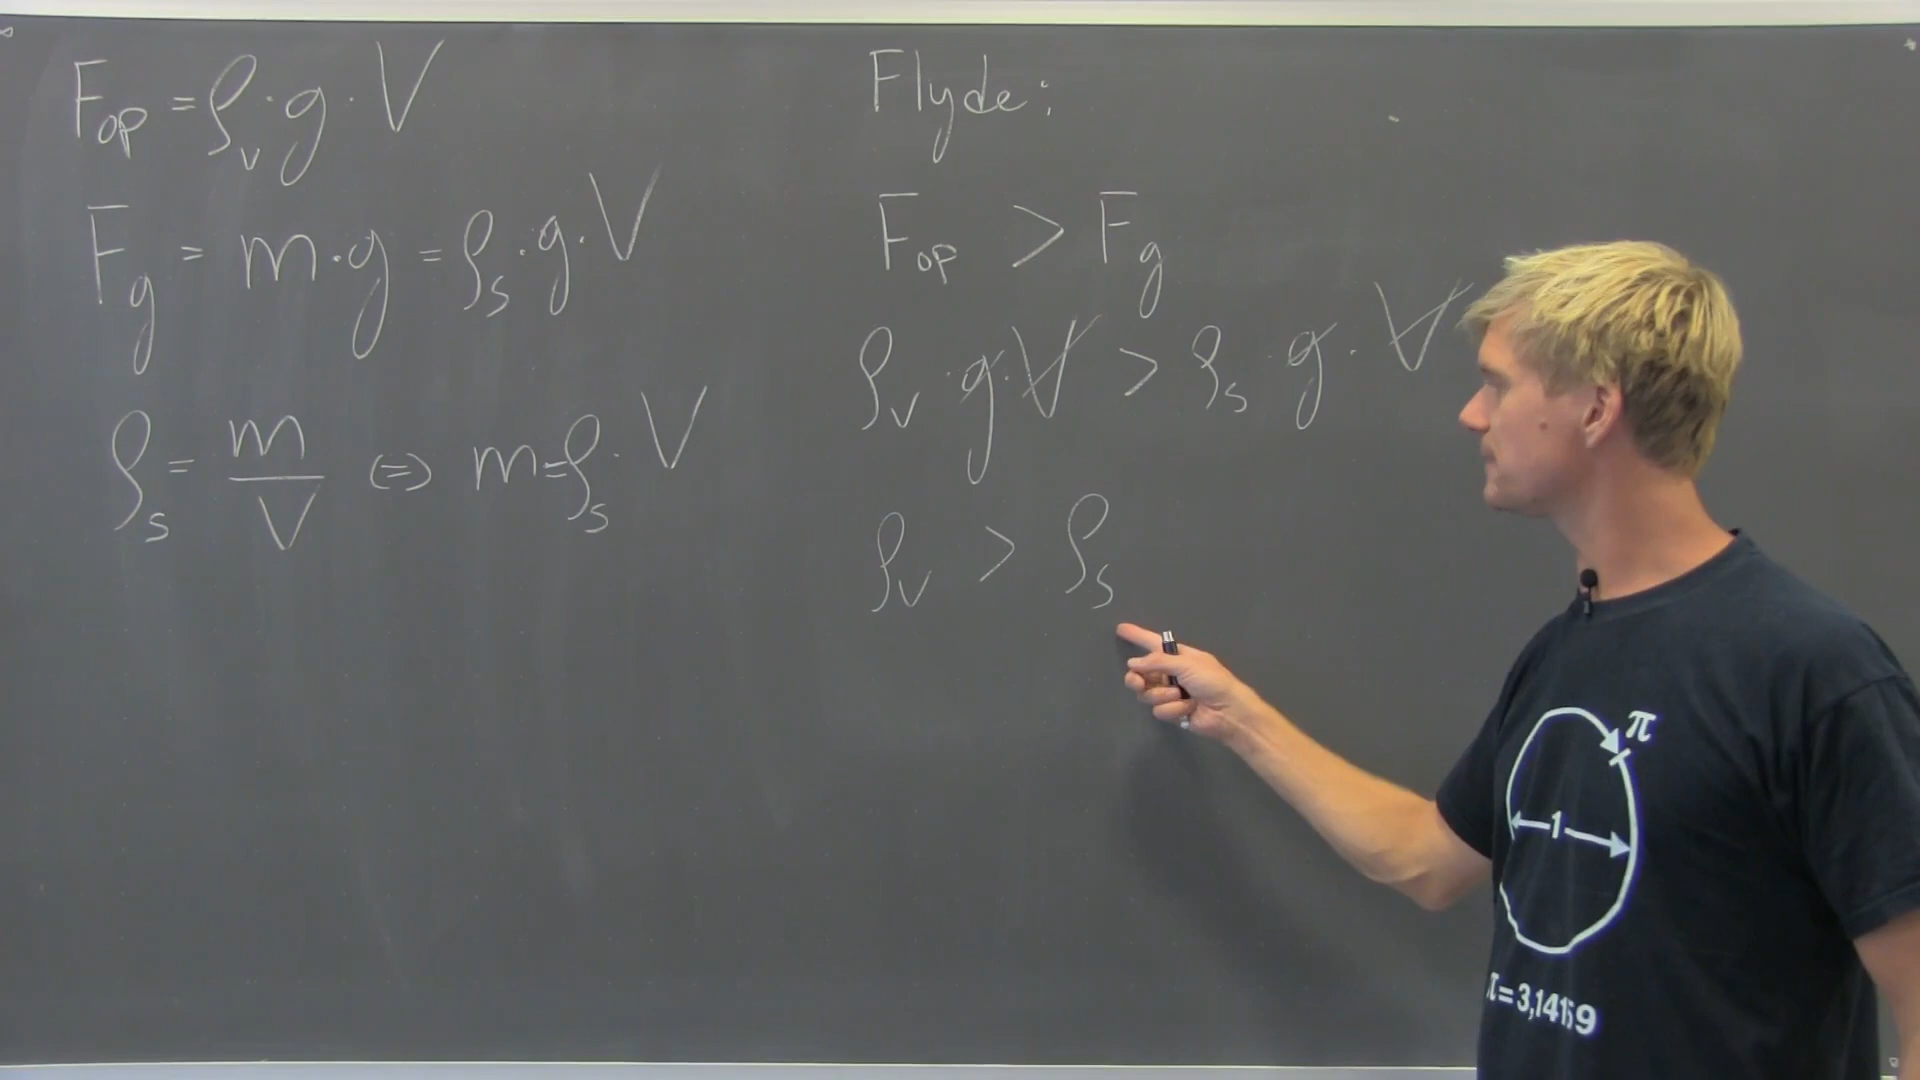 F_op = ρ_v · g · V
F_g = m · g = ρ_s · g · V
ρ_s = m/V ⇔ m = ρ_s · V
Flyde:
F_op > F_g
ρ_v · g · V > ρ_s · g · V
ρ_v > ρ_s
π
1
π = 3,14159